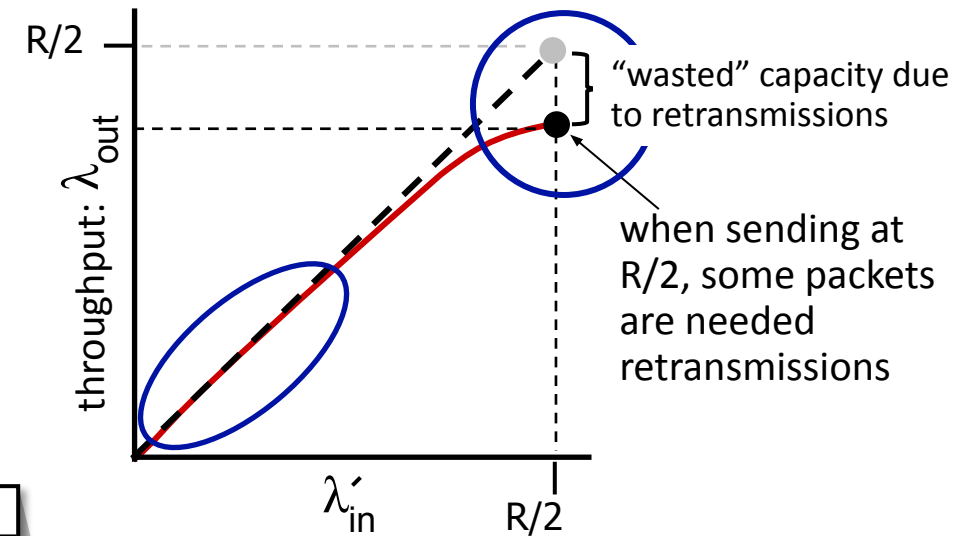 R/2
“wasted” capacity due
to retransmissions
throughput: λout
when sending at
R/2, some packets
are needed
retransmissions
λ′in
R/2